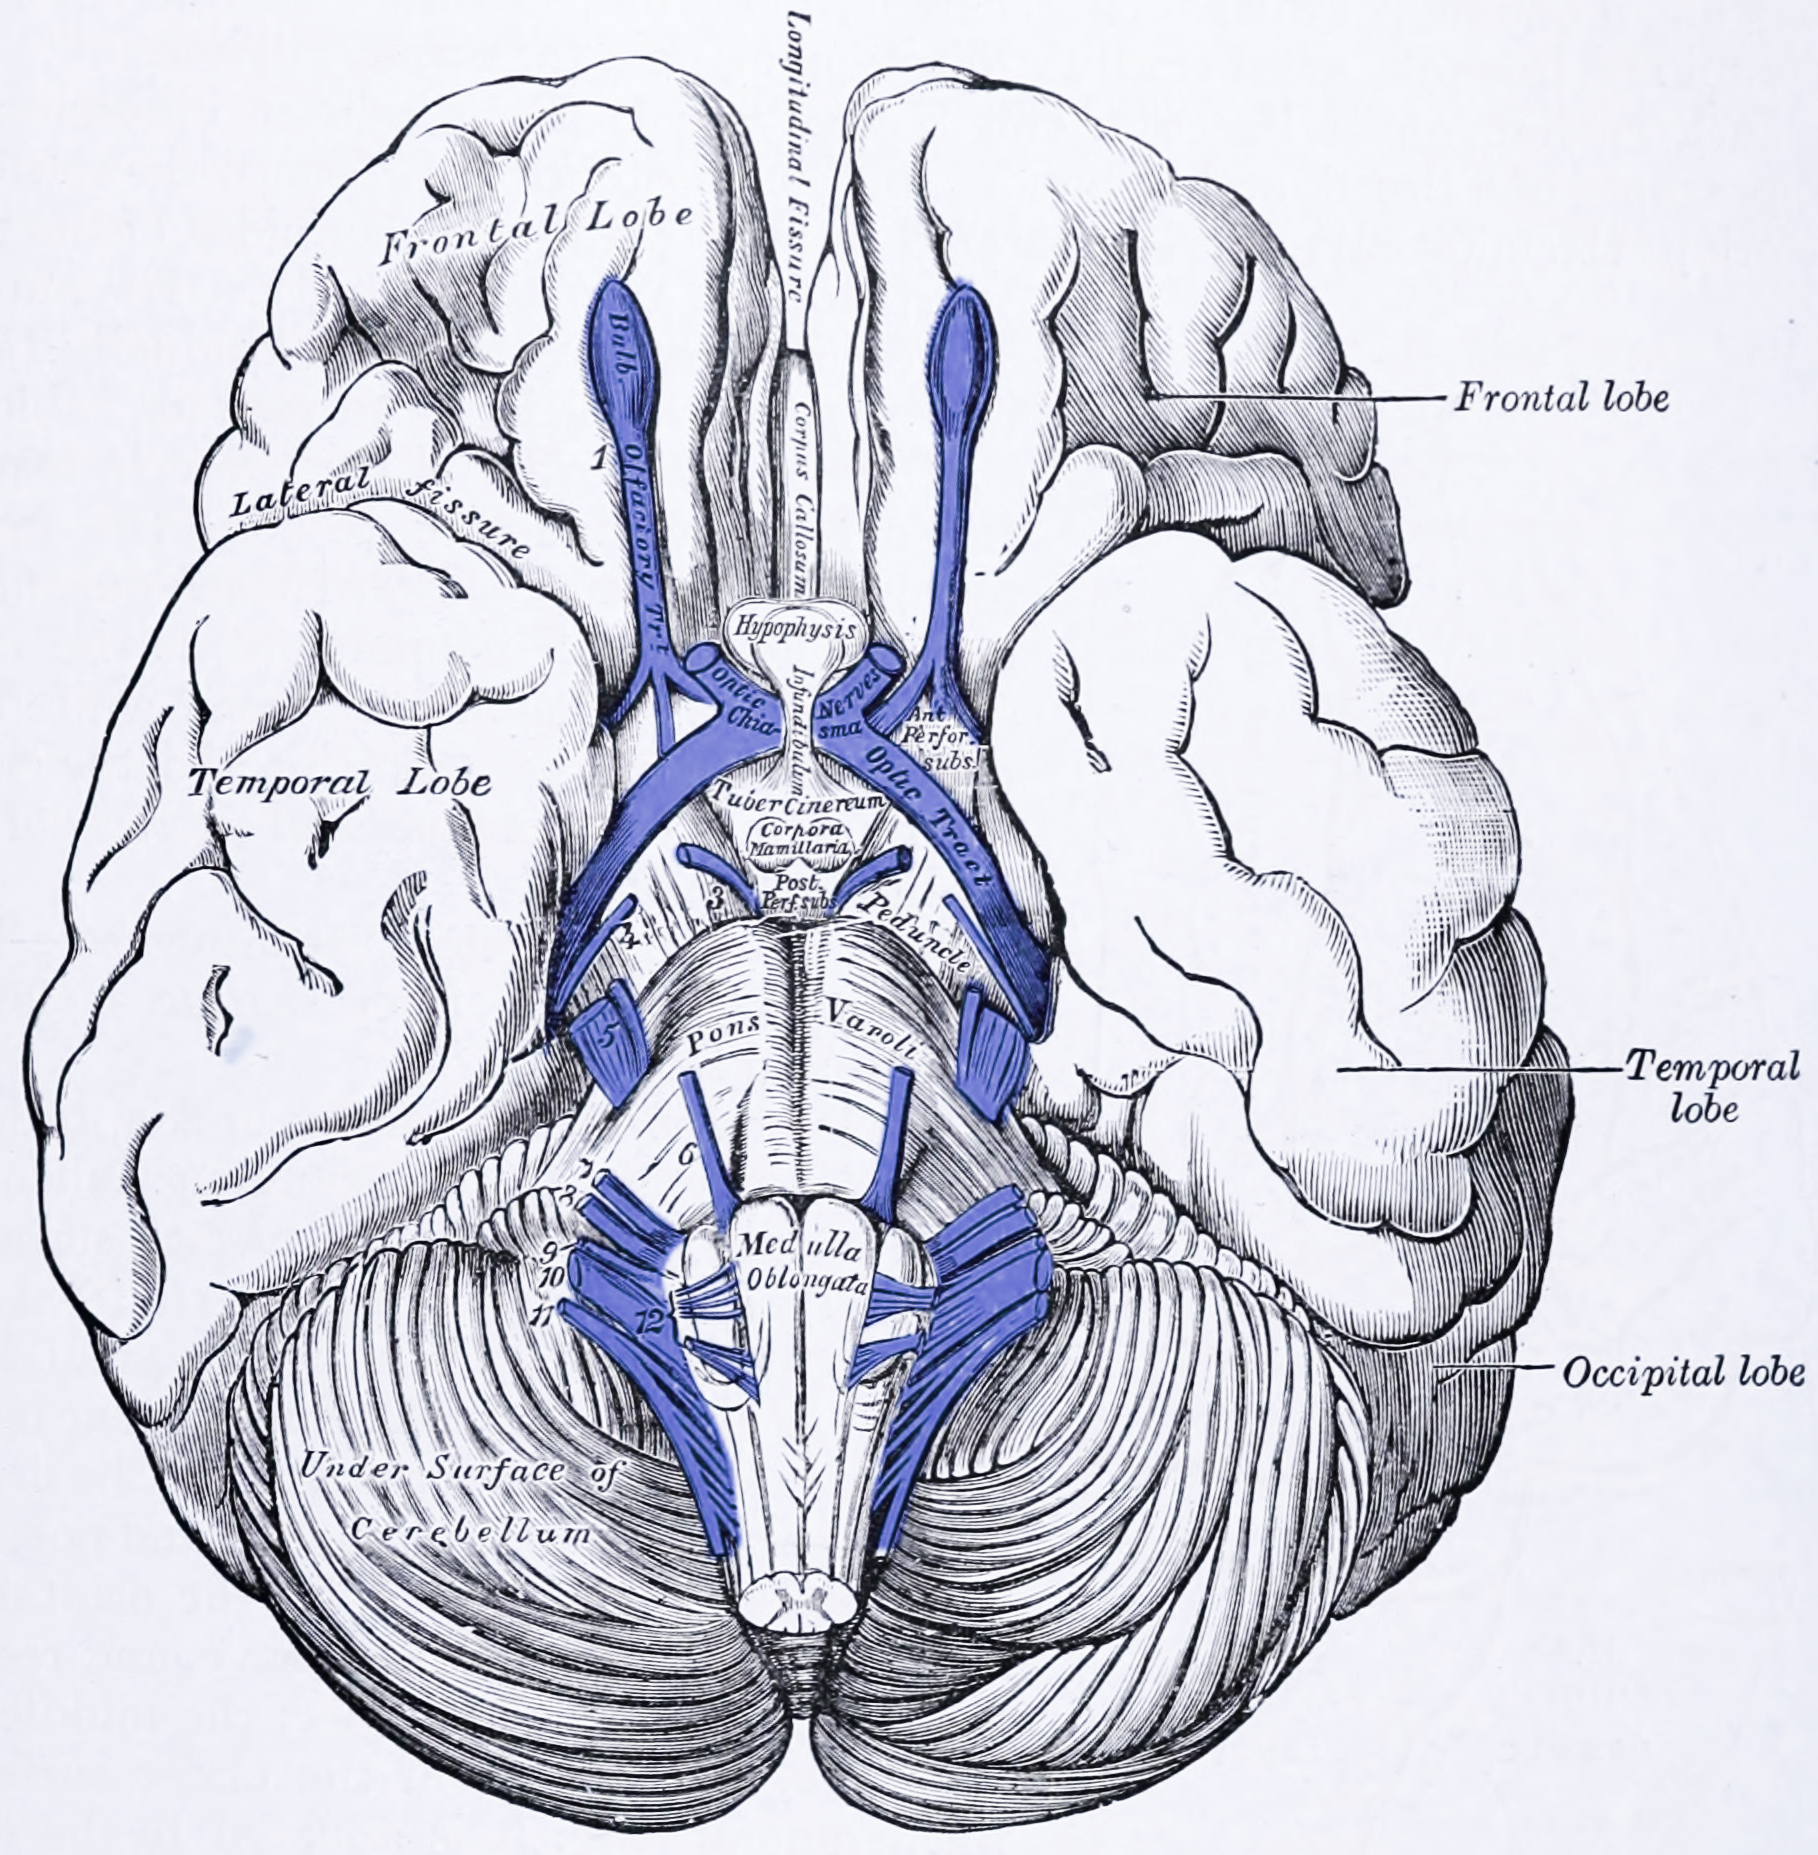 Longitudinal Fissure
Frontal Lobe
Bulb.
Frontal lobe
Corpus Callosum
1
Olfactory Trt
Lateral fissure
Hypophysis
Infundibulum
Optic Nerves
Chiasma
Ant
Perfor.
subs.
Optic Tract
Temporal Lobe
Tuber Cinereum
Corpora
Mamillaria
Post.
Perf. subs
3
Peduncle
4
5
Pons Varoli
Temporal
lobe
6
7
8
9
10
11
12
Medulla
Oblongata
Occipital lobe
Under Surface of
Cerebellum